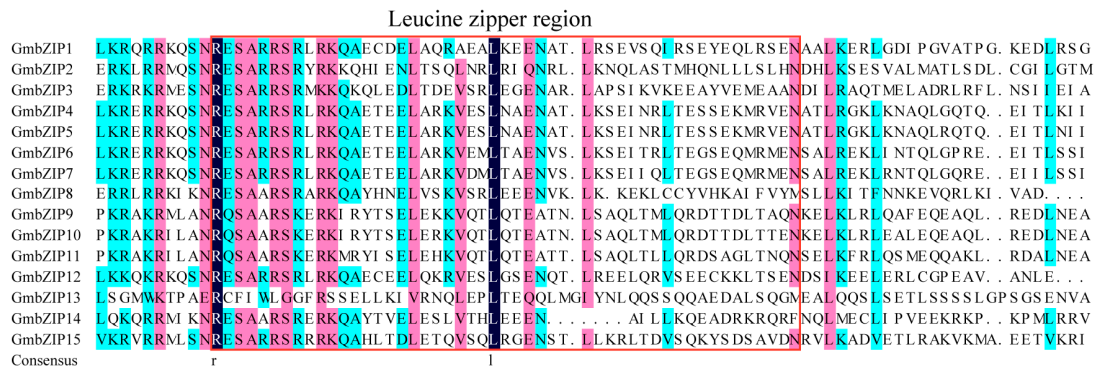 Leucine zipper region
GmbZIP1 LKRQRRKQSNRESARRSRLRKQAECDELAQRAEALKEENAT.LRSEVSQIRSEYEQLRSENAALKERLGDIPGVATPG.KEDLRSG
GmbZIP2 ERKLRRMQSNRESARRSRYRKKQHIENLTSQLNRLRIQNRL.LKNQLASTMHQNLLLSLHNDHLKSESVALMATLSDL.CGILGTM
GmbZIP3 ERKRKRMESNRESARRSRMKKQKQLEDLTDEVSRLEGENAR.LAPSIKVKEEAYVEMEAANDILRAQTMELADRLRFL.NSIIEIA
GmbZIP4 LKRERRKQSNRESARRSRLRKQAETEELARKVESLNAENAT.LKSEINRLTESSEKMRVENATLRGKLKNAQLGQTQ..EITLKII
GmbZIP5 LKRERRKQSNRESARRSRLRKQAETEELARKVESLNAENAT.LKSEINRLTESSEKMRVENATLRGKLKNAQLRQTQ..EITLNII
GmbZIP6 LKRERRKQSNRESARRSRLRKQAETEELARKVEMLTAENVS.LKSEITRLTEGSEQMRMENSALREKLINTQLGPRE..EITLSSI
GmbZIP7 LKRERRKQSNRESARRSRLRKQAETEELARKVDMLTAENVS.LKSEIIQLTEGSEQMRMENSALREKLRNTQLGQRE..EIILSSI
GmbZIP8 ERRLRRKIKNRESAARSRARKQAYHNELVSKVSRLEEENVK.LK.KEKLCCYVHKAIFVYMSLLKITFNNKEVQRLKI.VAD...
GmbZIP9 PKRAKRMLANRQSAARSKERKIRYTSELEKKVQTLQTEATN.LSAQLTMLQRDTTDLTAQNKELKLRLQAFEQEAQL..REDLNEA
GmbZIP10 PKRAKRILANRQSAARSKERKIRYTSELEKKVQTLQTEATN.LSAQLTMLQRDTTDLTTENKELKLRLEALEQEAQL..REDLNEA
GmbZIP11 PKRAKRILANRQSAARSKERKMRYISELEHKVQTLQTEATT.LSAQLTLLQRDSAGLTNQNSELKFRLQSMEQQAKL..RDALNEA
GmbZIP12 LKKQKRKQSNRESARRSRLRKQAECEELQKRVESLGSENQT.LREELQRVSEECKKLTSENDSLKEELERLCGPEAV.ANLE...
GmbZIP13 LSGMWKTPAERCFIWLGGFRSSELLKIVRNQLEPLTEQQLMGIYNLQQSSQQAEDALSQGMEALQQSLSETLSSSSLGPSGSENVA
GmbZIP14 LQKQRRMIKNRESAARSRERKQAYTVELESLVTHLEEEN.......AILLKQEADRKRQRFNQLMECLIPVEEKRKP..KPMLRRV
GmbZIP15 VKRVRRMLSNRESARRSRRRKQAHLTDLETQVSQLRGENST.LLKRLTDVSQKYSDSAVDNRVLKADVETLRAKVKMA.EETVKRI
Consensus r l